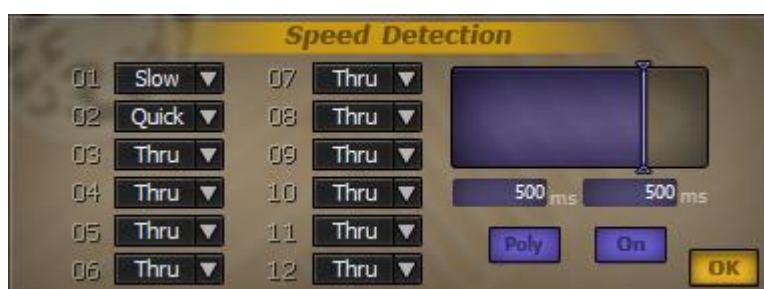 Speed Detection
01 Slow 07 Thru
02 Quick 08 Thru
03 Thru 09 Thru
04 Thru 10 Thru
500 ms 500 ms
05 Thru 11 Thru
Poly On
06 Thru 12 Thru
OK